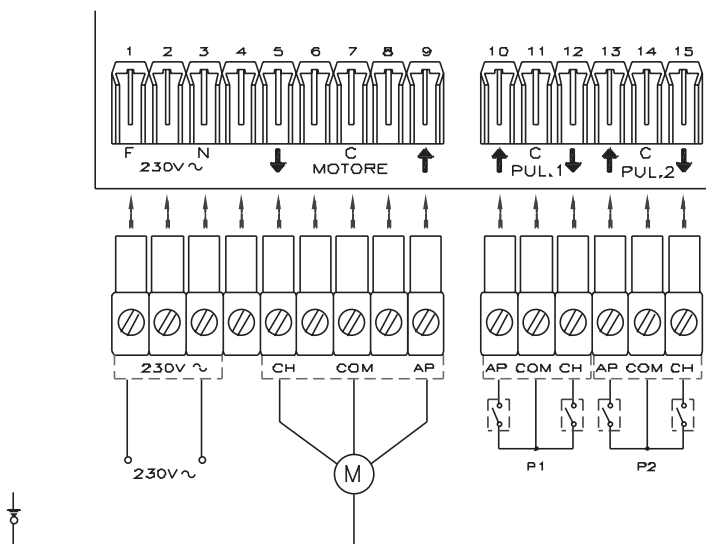 1 2 3 4 5 6 7 8 9 10 11 12 13 14 15
F N C C C
230V~ MOTORE PUL.1 PUL.2
230V~ CH COM AP AP COM CH AP COM CH
230V~ M P1 P2